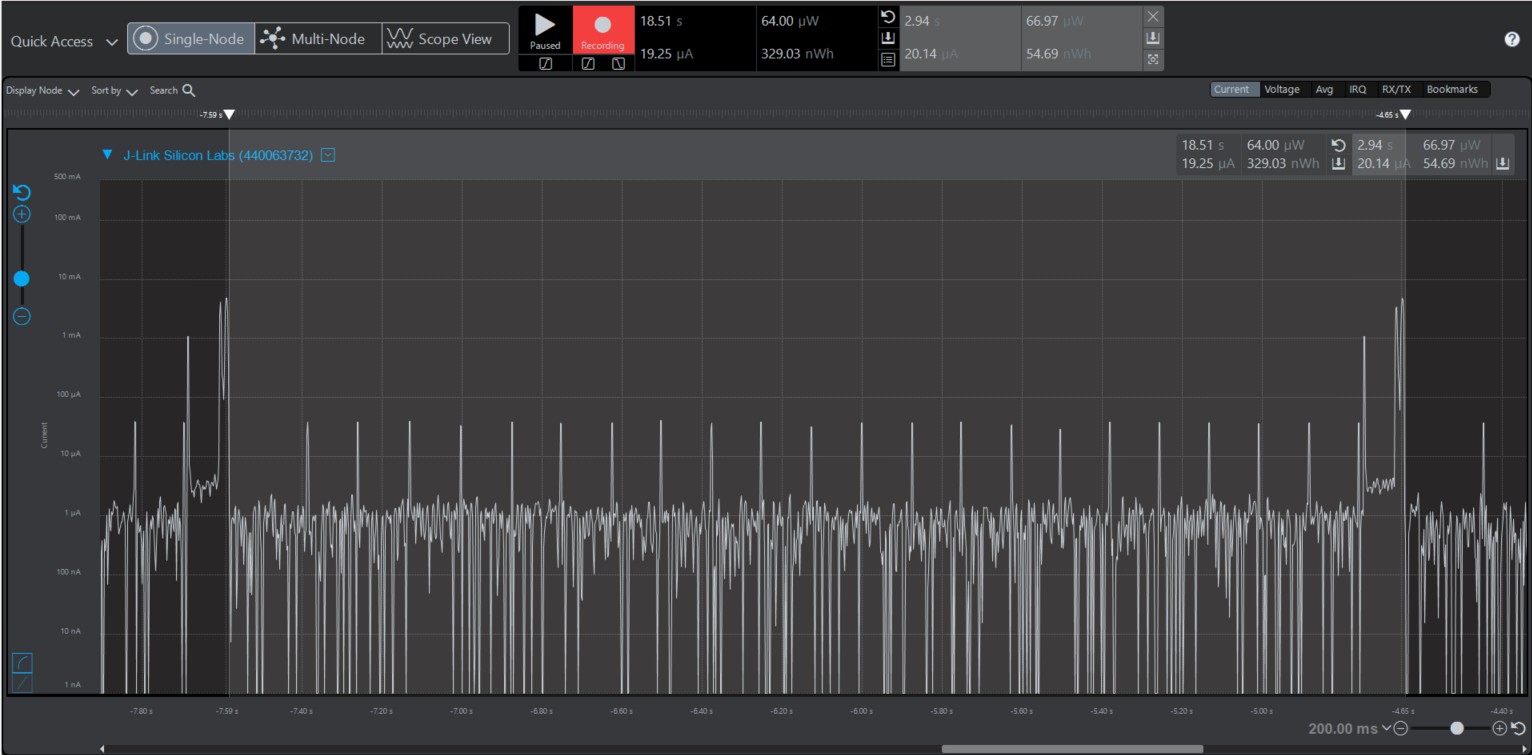 Quick Access
Single-Node
Multi-Node
Scope View
Paused
Recording
18.51 s
64.00 µW
19.25 µA
329.03 nWh
2.94 s
66.97 µW
20.14 µA
54.69 nWh
?
Display Node
Sort by
Search
Current
Voltage
Avg
IRQ
RX/TX
Bookmarks
-7.59 s
-4.65 s
J-Link Silicon Labs (440063732)
18.51 s
64.00 µW
2.94 s
66.97 µW
19.25 µA
329.03 nWh
20.14 µA
54.69 nWh
500 mA
100 mA
10 mA
1 mA
100 µA
10 µA
1 µA
100 nA
10 nA
1 nA
Current
-7.80 s
-7.59 s
-7.40 s
-7.20 s
-7.00 s
-6.80 s
-6.60 s
-6.40 s
-6.20 s
-6.00 s
-5.80 s
-5.60 s
-5.40 s
-5.20 s
-5.00 s
-4.65 s
-4.40 s
200.00 ms